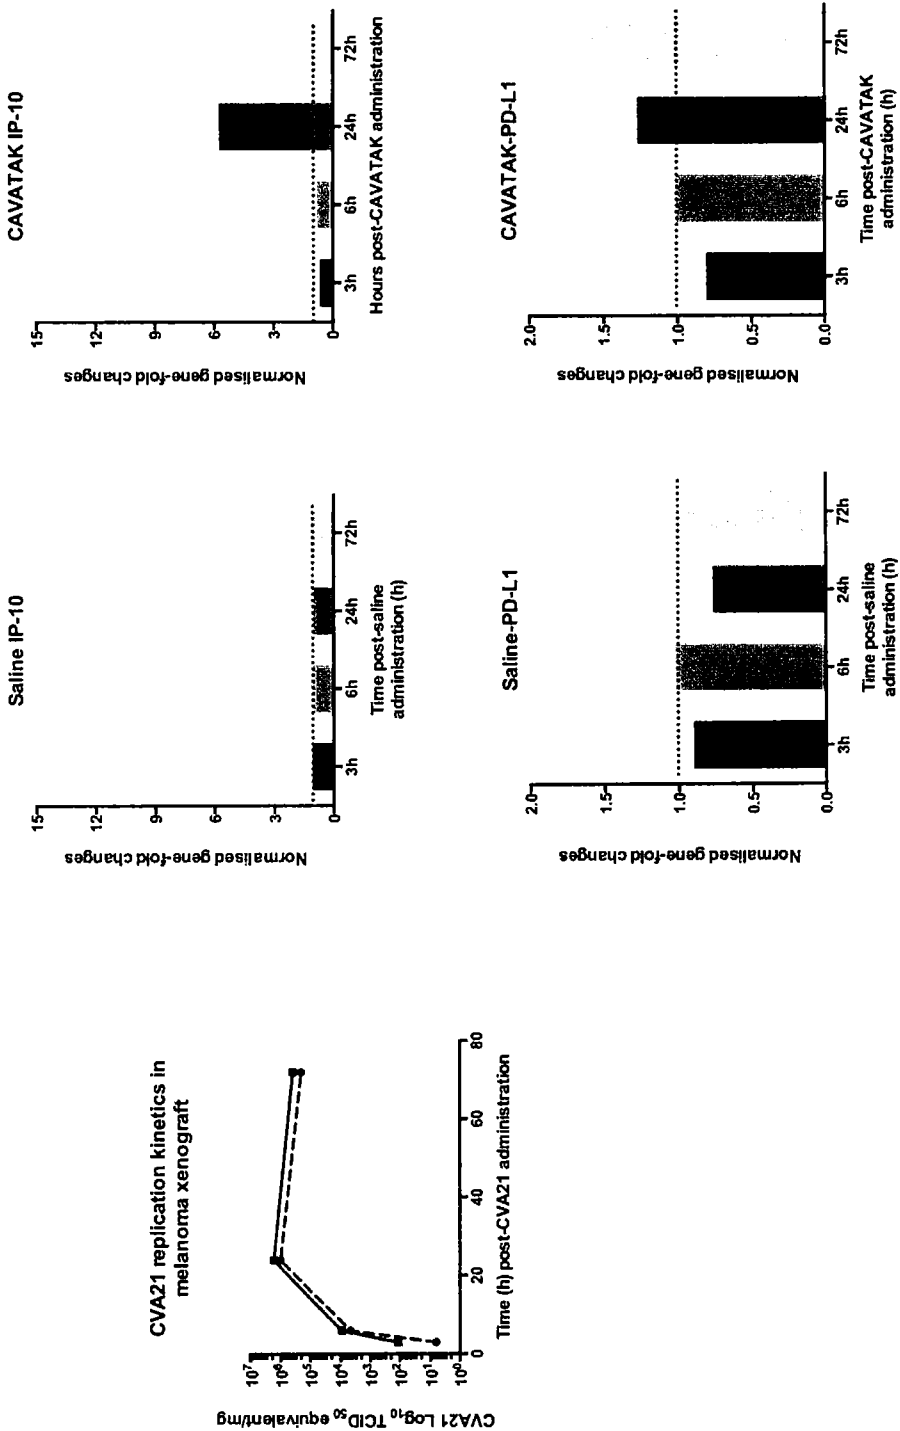 CVA21 replication kinetics in
melanoma xenograft
CVA21 Log10 TCID50 equivalent/mg
10^7
10^6
10^5
10^4
10^3
10^2
10^1
10^0
0
20
40
60
80
Time (h) post-CVA21 administration
Saline IP-10
Normalised gene-fold changes
15
12
9
6
3
0
3h
6h
24h
72h
Time post-saline
administration (h)
CAVATAK IP-10
Normalised gene-fold changes
15
12
9
6
3
0
3h
6h
24h
72h
Hours post-CAVATAK administration
Saline-PD-L1
Normalised gene-fold changes
2.0
1.5
1.0
0.5
0.0
3h
6h
24h
72h
Time post-saline
administration (h)
CAVATAK-PD-L1
Normalised gene-fold changes
2.0
1.5
1.0
0.5
0.0
3h
6h
24h
72h
Time post-CAVATAK
administration (h)